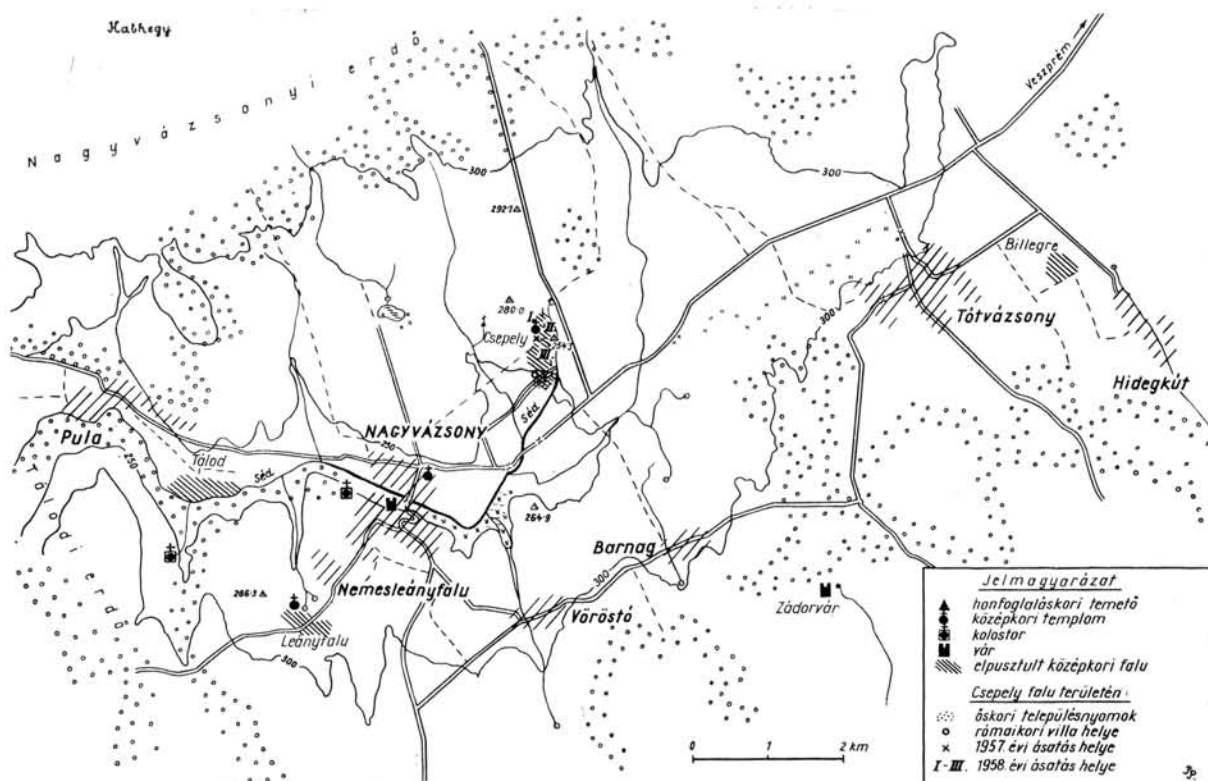 Kabhegy
Nagyvázsonyi erdő
Veszprém
300
300
292·1
280·0
I.
II.
III
Csepely
Billegre
300
Tótvázsony
Hidegkút
NAGYVÁZSONY
Séd
250
Pula
Tálod
Séd
250
264·9
Barnag
300
Nemesleányfalu
266·3
Leányfalu
300
Vöröstó
Zádorvár
Jelmagyarázat
honfoglaláskori temető
középkori templom
kolostor
vár
elpusztult középkori falu
Csepely falu területén:
őskori településnyomok
rómaikori villa helye
1957. évi ásatás helye
I-III. 1958. évi ásatás helye
0 1 2 km